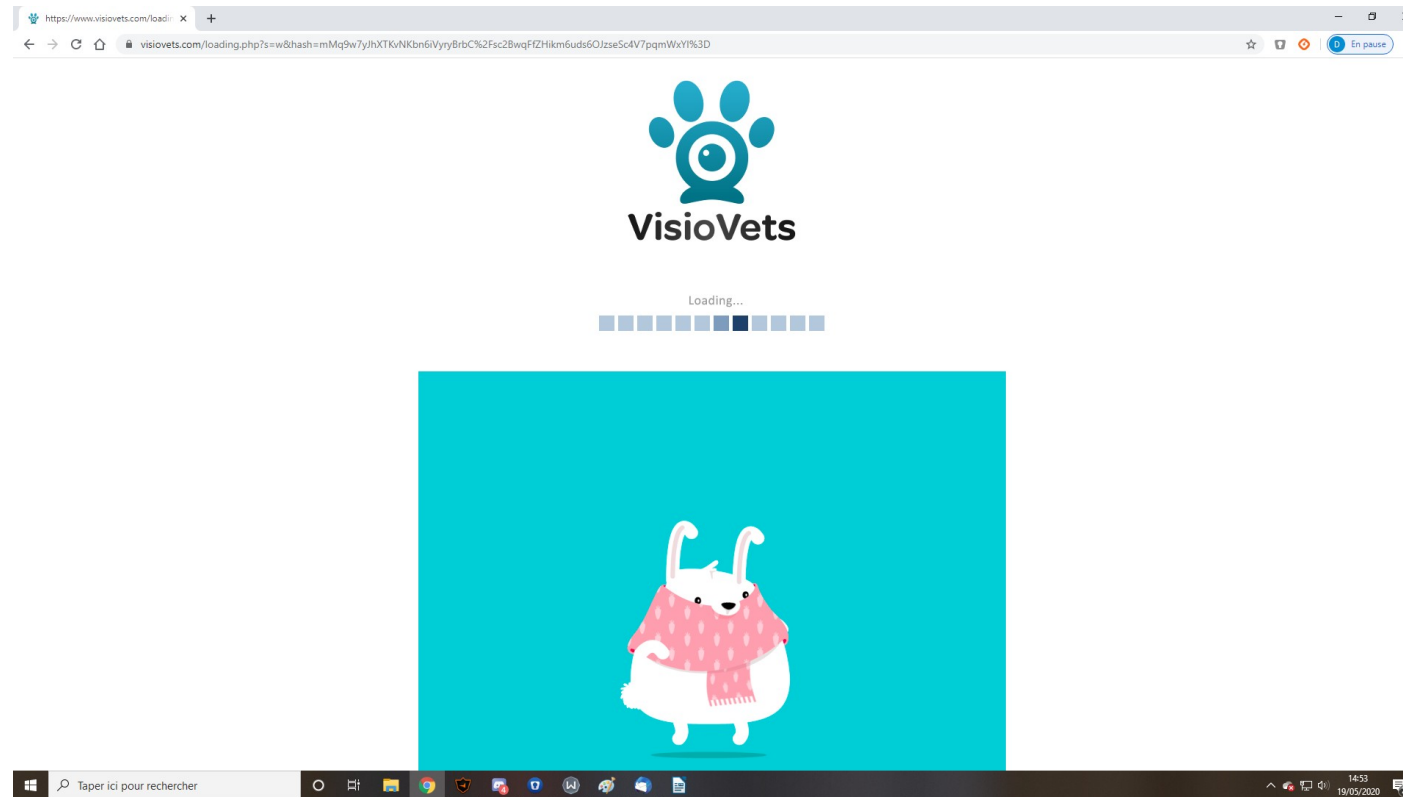 https://www.visiovets.com/loadin
visiovets.com/loading.php?s=w&hash=mMq9w7yJhXTKvNKbn6iVyryBrbC%2Fsc2BwqFfZHikm6uds6OJzseSc4V7pqmWxYI%3D
D En pause
VisioVets
Loading...
Taper ici pour rechercher
14:53
19/05/2020